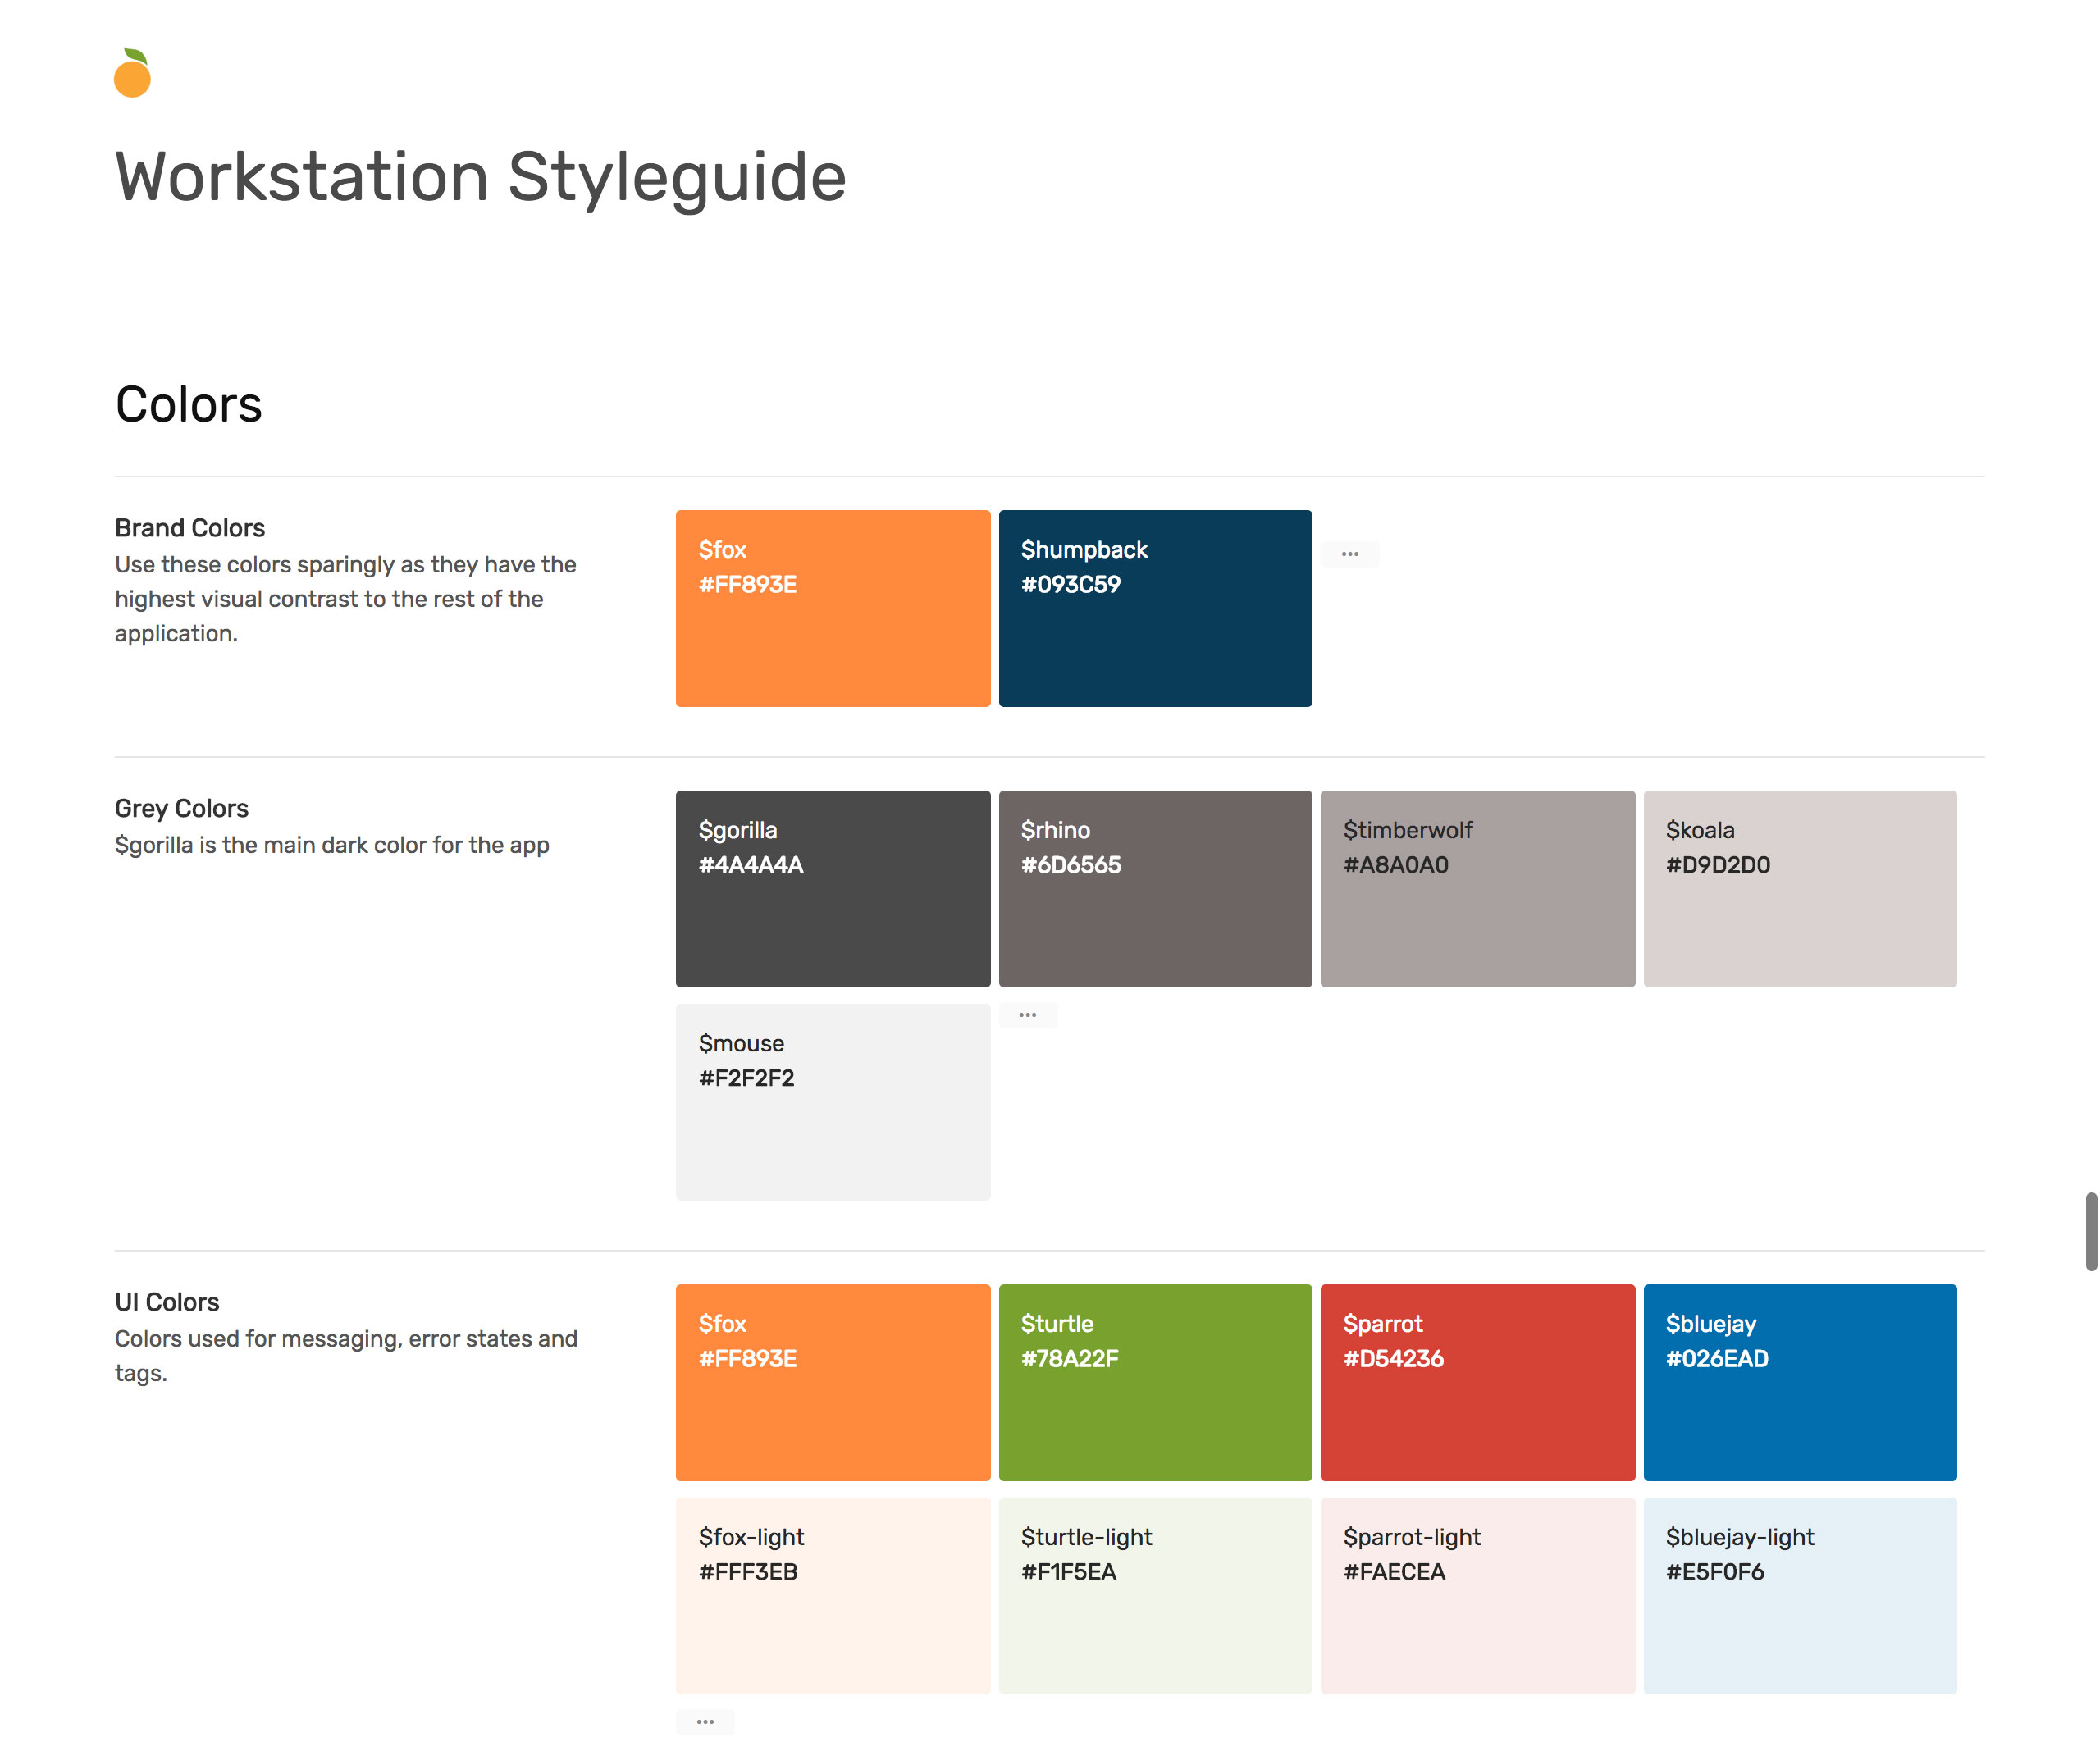 Workstation Styleguide
Colors
Brand Colors
Use these colors sparingly as they have the
highest visual contrast to the rest of the
application.
$fox
#FF893E
$humpback
#093C59
•••
Grey Colors
$gorilla is the main dark color for the app
$gorilla
#4A4A4A
$rhino
#6D6565
$timberwolf
#A8A0A0
$koala
#D9D2D0
$mouse
#F2F2F2
•••
UI Colors
Colors used for messaging, error states and
tags.
$fox
#FF893E
$turtle
#78A22F
$parrot
#D54236
$bluejay
#026EAD
$fox-light
#FFF3EB
$turtle-light
#F1F5EA
$parrot-light
#FAECEA
$bluejay-light
#E5F0F6
•••